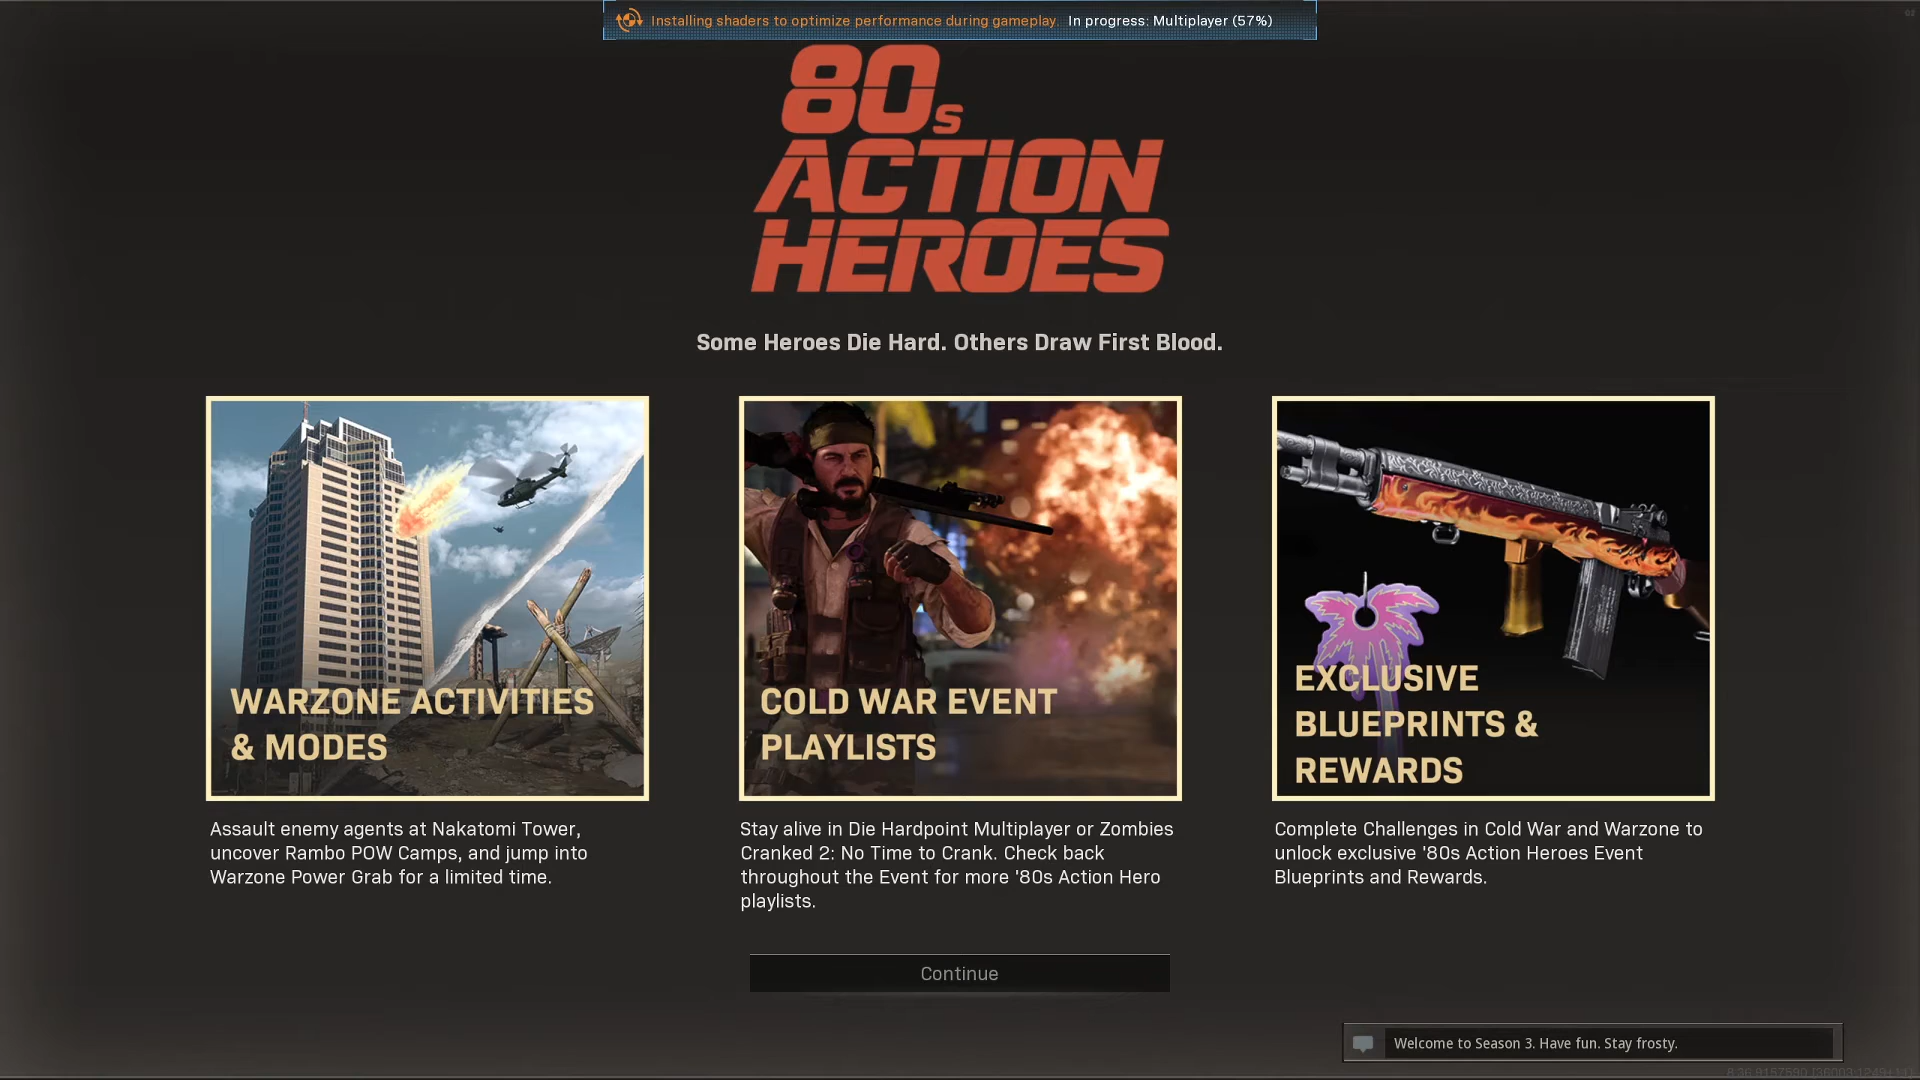 Installing shaders to optimize performance during gameplay. In progress: Multiplayer (57%)
80s
ACTION
HEROES
Some Heroes Die Hard. Others Draw First Blood.
WARZONE ACTIVITIES
& MODES
Assault enemy agents at Nakatomi Tower,
uncover Rambo POW Camps, and jump into
Warzone Power Grab for a limited time.
COLD WAR EVENT
PLAYLISTS
Stay alive in Die Hardpoint Multiplayer or Zombies
Cranked 2: No Time to Crank. Check back
throughout the Event for more '80s Action Hero
playlists.
EXCLUSIVE
BLUEPRINTS &
REWARDS
Complete Challenges in Cold War and Warzone to
unlock exclusive '80s Action Heroes Event
Blueprints and Rewards.
Continue
Welcome to Season 3. Have fun. Stay frosty.